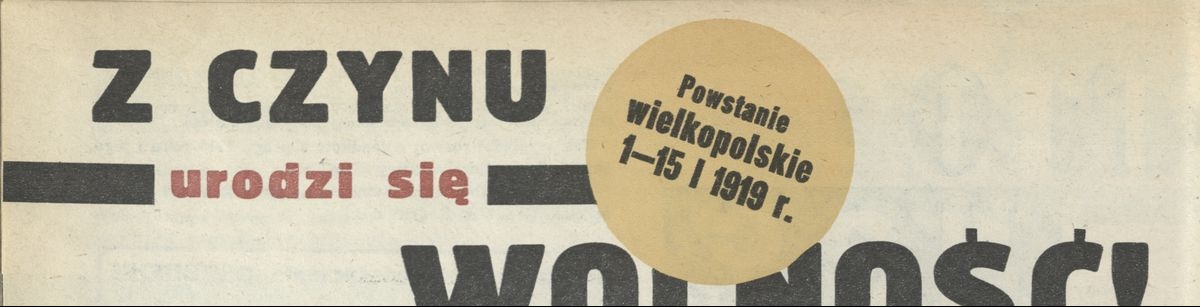 Z CZYNU
urodzi się
WOLNOŚĆ!
Powstanie
wielkopolskie
1–15 I 1919 r.